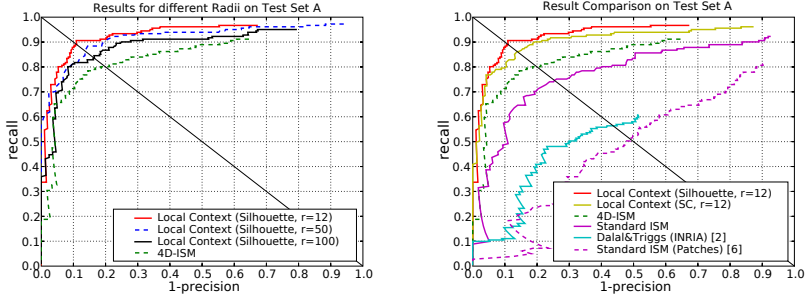 Results for different Radii on Test Set A
1.0
0.9
0.8
0.7
0.6
0.5
0.4
0.3
0.2
0.1
0.0
recall
Local Context (Silhouette, r=12)
Local Context (Silhouette, r=50)
Local Context (Silhouette, r=100)
4D-ISM
0.0 0.1 0.2 0.3 0.4 0.5 0.6 0.7 0.8 0.9 1.0
1-precision
Result Comparison on Test Set A
1.0
0.9
0.8
0.7
0.6
0.5
0.4
0.3
0.2
0.1
0.0
recall
Local Context (Silhouette, r=12)
Local Context (SC, r=12)
4D-ISM
Standard ISM
Dalal&Triggs (INRIA) [2]
Standard ISM (Patches) [6]
0.0 0.1 0.2 0.3 0.4 0.5 0.6 0.7 0.8 0.9 1.0
1-precision